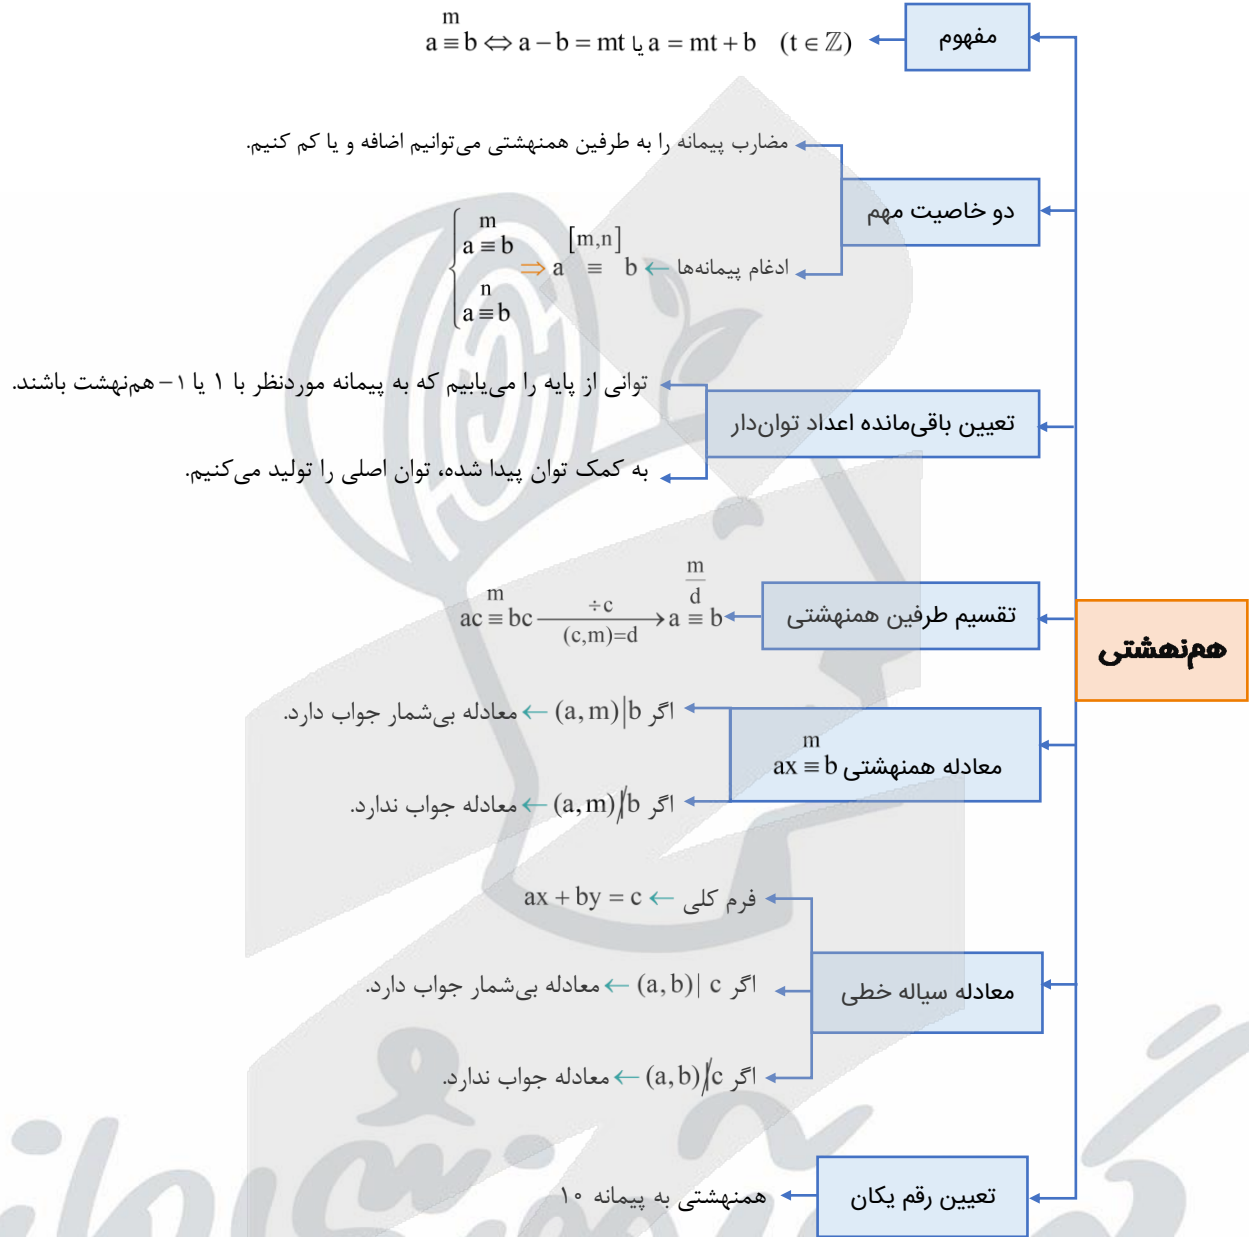 هم‌نهشتی
مفهوم
a ≡ b (m) ⇔ a − b = mt یا a = mt + b (t ∈ ℤ)
دو خاصیت مهم
مضارب پیمانه را به طرفین همنهشتی می‌توانیم اضافه و یا کم کنیم.
ادغام پیمانه‌ها ← { a ≡ b (m) , a ≡ b (n) ⇒ a ≡ b ([m,n])
تعیین باقی‌مانده اعداد توان‌دار
توانی از پایه را می‌یابیم که به پیمانه موردنظر با ۱ یا ۱− هم‌نهشت باشند.
به کمک توان پیدا شده، توان اصلی را تولید می‌کنیم.
تقسیم طرفین همنهشتی
ac ≡ bc (m) ÷c (c,m)=d → a ≡ b (m/d)
معادله همنهشتی ax ≡ b (m)
اگر (a,m)|b ← معادله بی‌شمار جواب دارد.
اگر (a,m)∤b ← معادله جواب ندارد.
معادله سیاله خطی
فرم کلی ← ax + by = c
اگر (a,b)| c ← معادله بی‌شمار جواب دارد.
اگر (a,b)∤c ← معادله جواب ندارد.
تعیین رقم یکان
همنهشتی به پیمانه ۱۰